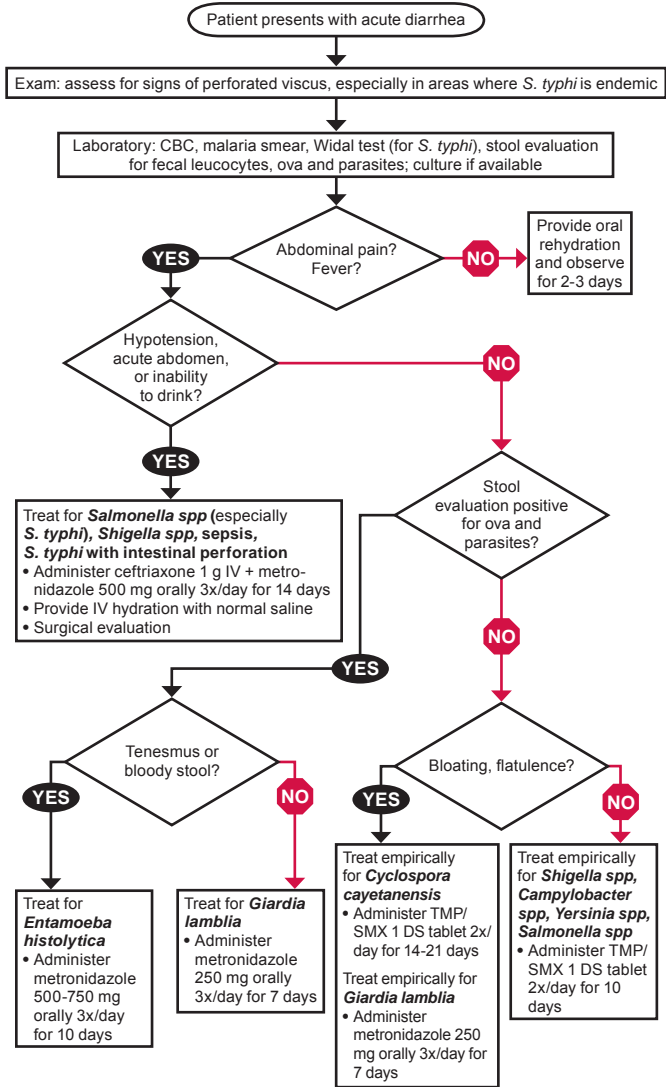 Patient presents with acute diarrhea
Exam: assess for signs of perforated viscus, especially in areas where S. typhi is endemic
Laboratory: CBC, malaria smear, Widal test (for S. typhi), stool evaluation
for fecal leucocytes, ova and parasites; culture if available
Abdominal pain?
Fever?
YES
NO
Provide oral
rehydration
and observe
for 2-3 days
Hypotension,
acute abdomen,
or inability
to drink?
NO
YES
Treat for Salmonella spp (especially
S. typhi), Shigella spp, sepsis,
S. typhi with intestinal perforation
• Administer ceftriaxone 1 g IV + metro-
nidazole 500 mg orally 3x/day for 14 days
• Provide IV hydration with normal saline
• Surgical evaluation
Stool
evaluation positive
for ova and
parasites?
YES
NO
Tenesmus or
bloody stool?
YES
NO
Bloating, flatulence?
YES
NO
Treat for
Entamoeba
histolytica
• Administer
metronidazole
500-750 mg
orally 3x/day
for 10 days
Treat for Giardia
lamblia
• Administer
metronidazole
250 mg orally
3x/day for 7 days
Treat empirically
for Cyclospora
cayetanensis
• Administer TMP/
SMX 1 DS tablet 2x/
day for 14-21 days
Treat empirically for
Giardia lamblia
• Administer
metronidazole 250
mg orally 3x/day for
7 days
Treat empirically
for Shigella spp,
Campylobacter
spp, Yersinia spp,
Salmonella spp
• Administer TMP/
SMX 1 DS tablet
2x/day for 10
days